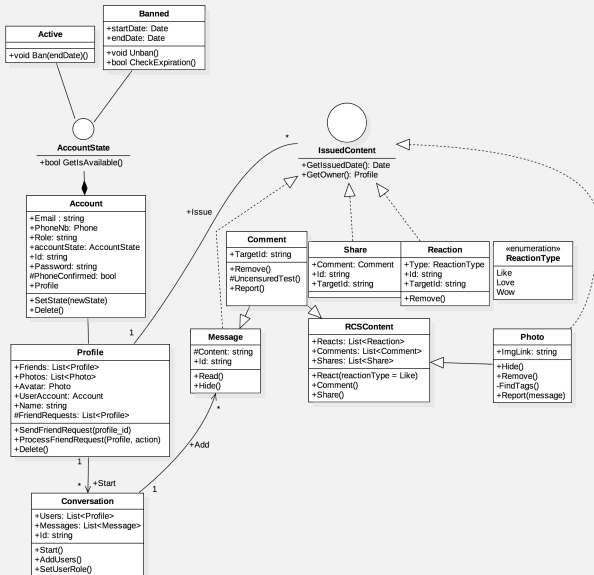 Active
+void Ban(endDate)()
Banned
+startDate: Date
+endDate: Date
+void Unban()
+bool CheckExpiration()
AccountState
+bool GetIsAvailable()
Account
+Email : string
+PhoneNb: Phone
+Role: string
+accountState: AccountState
+Id: string
+Password: string
#PhoneConfirmed: bool
+Profile
+SetState(newState)
+Delete()
*
IssuedContent
+GetIssuedDate(): Date
+GetOwner(): Profile
+Issue
1
Comment
+TargetId: string
+Remove()
#UncensuredTest()
+Report()
Share
+Comment: Comment
+Id: string
+TargetId: string
Reaction
+Type: ReactionType
+Id: string
+TargetId: string
+Remove()
«enumeration»
ReactionType
Like
Love
Wow
Profile
+Friends: List<Profile>
+Photos: List<Photo>
+Avatar: Photo
+UserAccount: Account
+Name: string
#FriendRequests: List<Profile>
+SendFriendRequest(profile_id)
+ProcessFriendRequest(Profile, action)
+Delete()
Message
#Content: string
+Id: string
+Read()
+Hide()
*
RCSContent
+Reacts: List<Reaction>
+Comments: List<Comment>
+Shares: List<Share>
+React(reactionType = Like)
+Comment()
+Share()
Photo
+ImgLink: string
+Hide()
+Remove()
-FindTags()
+Report(message)
1
+Start
*
+Add
1
Conversation
+Users: List<Profile>
+Messages: List<Message>
+Id: string
+Start()
+AddUsers()
+SetUserRole()